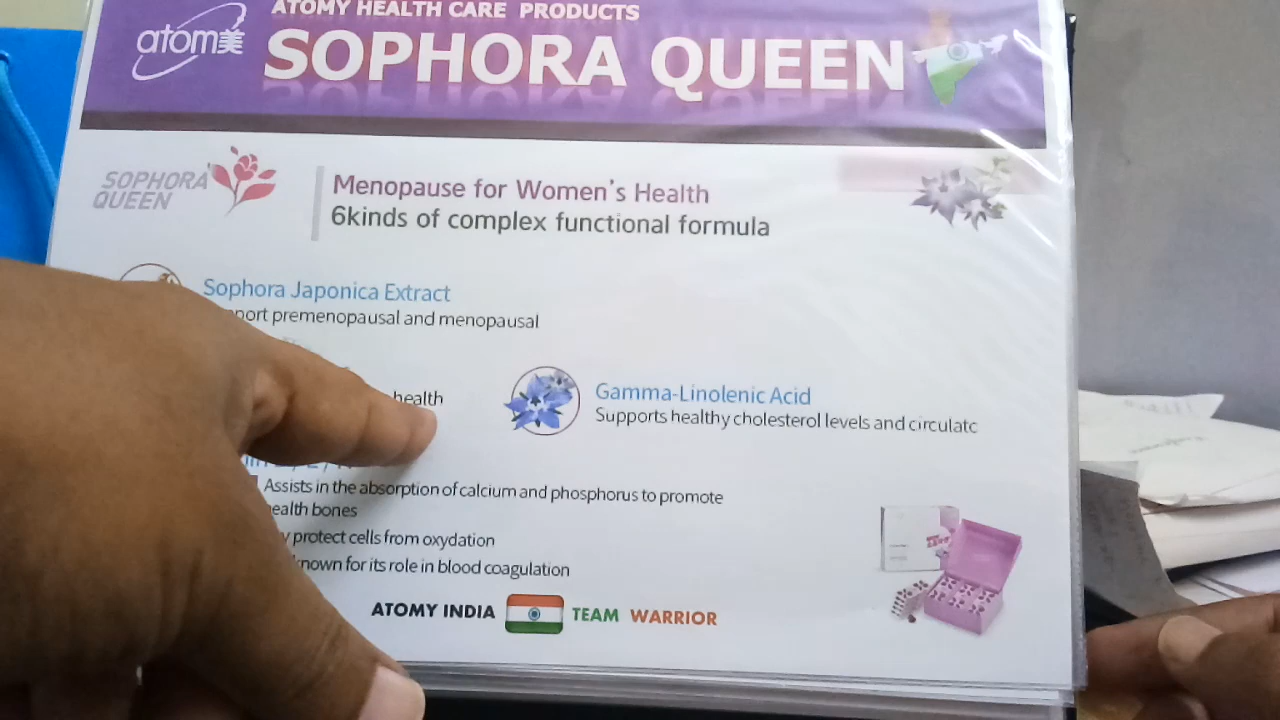 ATOMY HEALTH CARE PRODUCTS
atom美
SOPHORA QUEEN
SOPHORA
QUEEN
Menopause for Women's Health
6kinds of complex functional formula
Sophora Japonica Extract
premenopausal and menopausal
health
Gamma-Linolenic Acid
Supports healthy cholesterol levels and circulatc
Assists in the absorption of calcium and phosphorus to promote
bones
protect cells from oxydation
for its role in blood coagulation
ATOMY INDIA TEAM WARRIOR